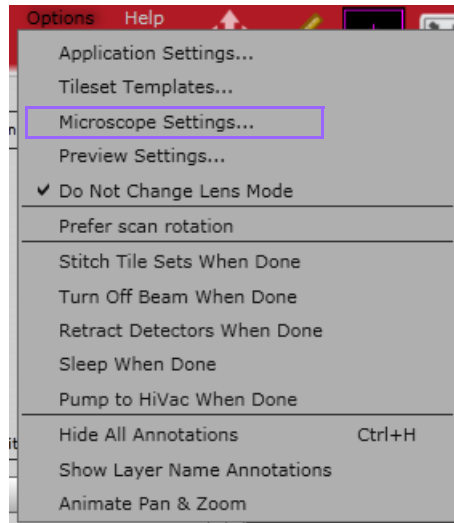 Options Help
Application Settings...
Tileset Templates...
Microscope Settings...
Preview Settings...
✔ Do Not Change Lens Mode
Prefer scan rotation
Stitch Tile Sets When Done
Turn Off Beam When Done
Retract Detectors When Done
Sleep When Done
Pump to HiVac When Done
Hide All Annotations Ctrl+H
Show Layer Name Annotations
Animate Pan & Zoom